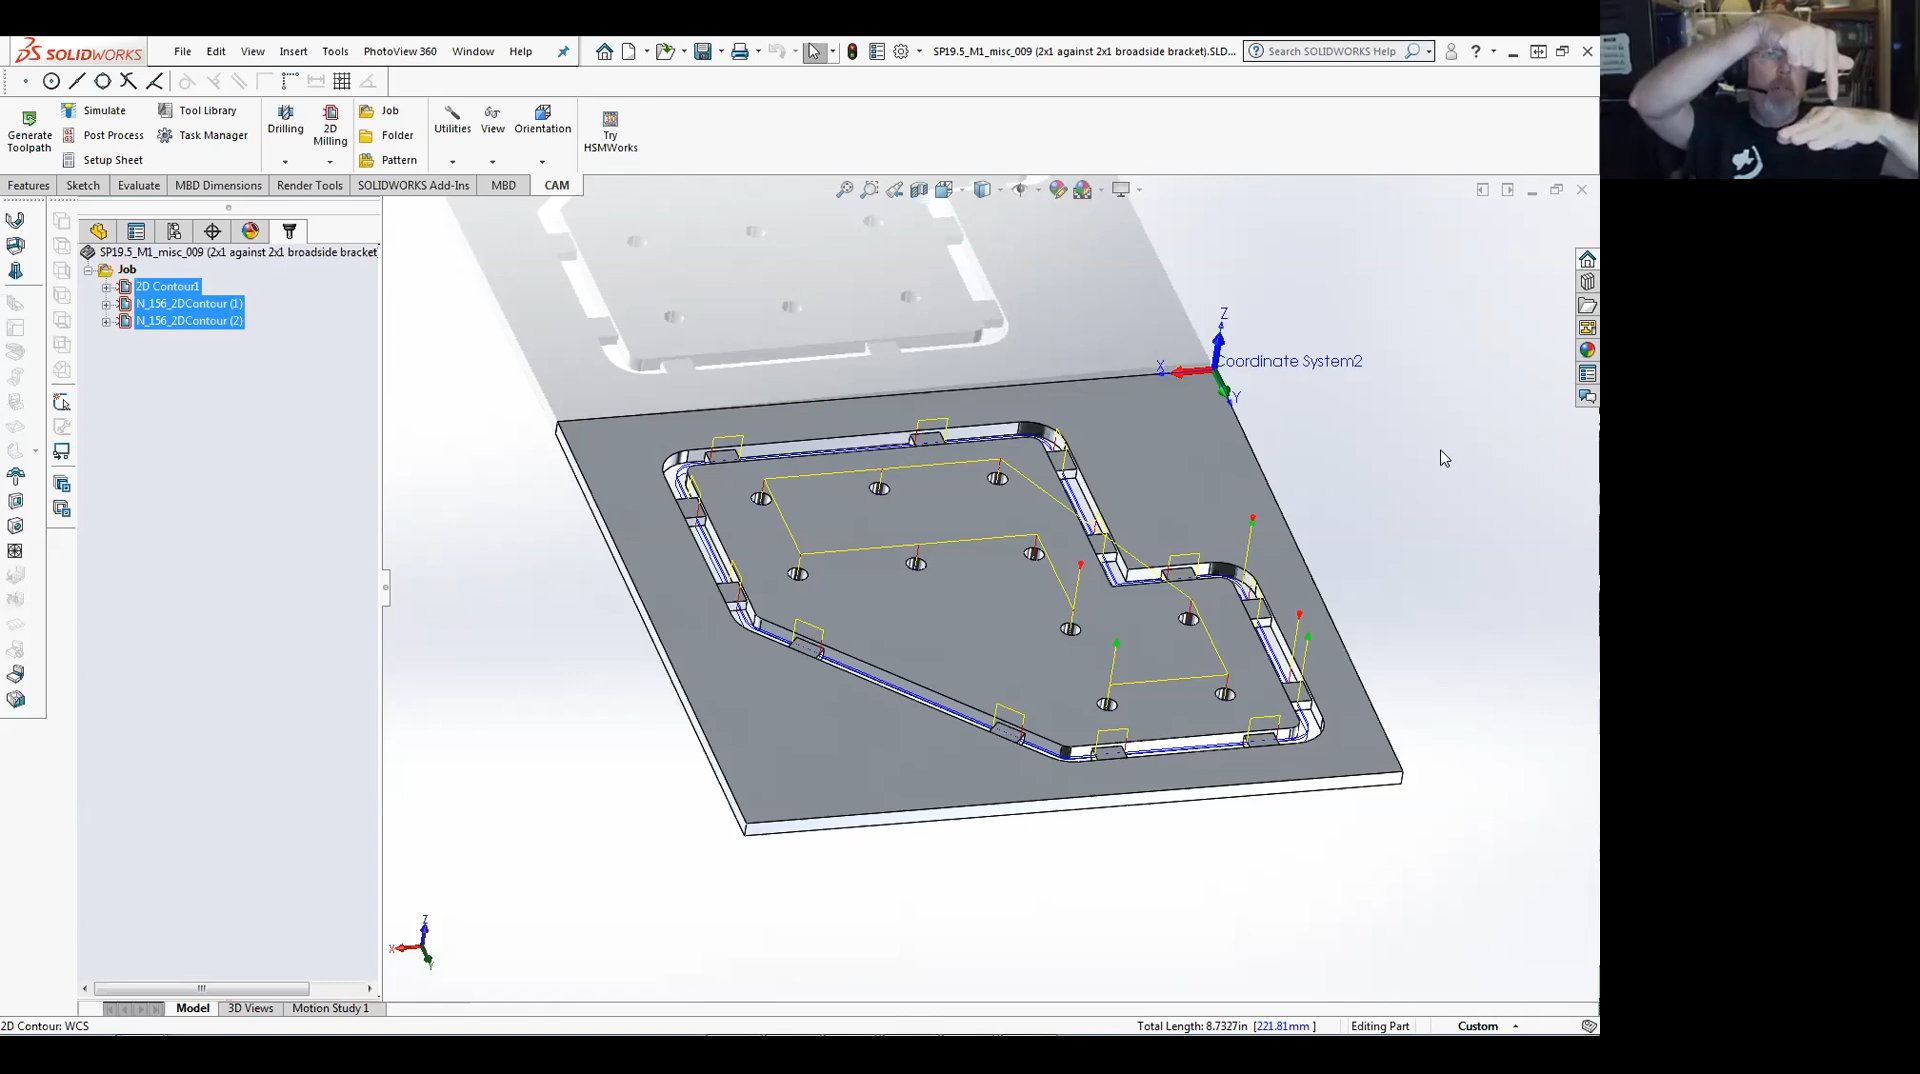 SOLIDWORKS
File Edit View Insert Tools PhotoView 360 Window Help
SP19.5_M1_misc_009 (2x1 against 2x1 broadside bracket).SLD...
Search SOLIDWORKS Help
Generate Toolpath
Simulate
Post Process
Setup Sheet
Tool Library
Task Manager
Drilling
2D Milling
Job
Folder
Pattern
Utilities
View
Orientation
Try HSMWorks
Features Sketch Evaluate MBD Dimensions Render Tools SOLIDWORKS Add-Ins MBD CAM
SP19.5_M1_misc_009 (2x1 against 2x1 broadside bracket
Job
2D Contour1
N_156_2DContour (1)
N_156_2DContour (2)
Z
X
Coordinate System2
Y
Z
X
Y
Model 3D Views Motion Study 1
2D Contour: WCS
Total Length: 8.7327in [221.81mm ]
Editing Part
Custom